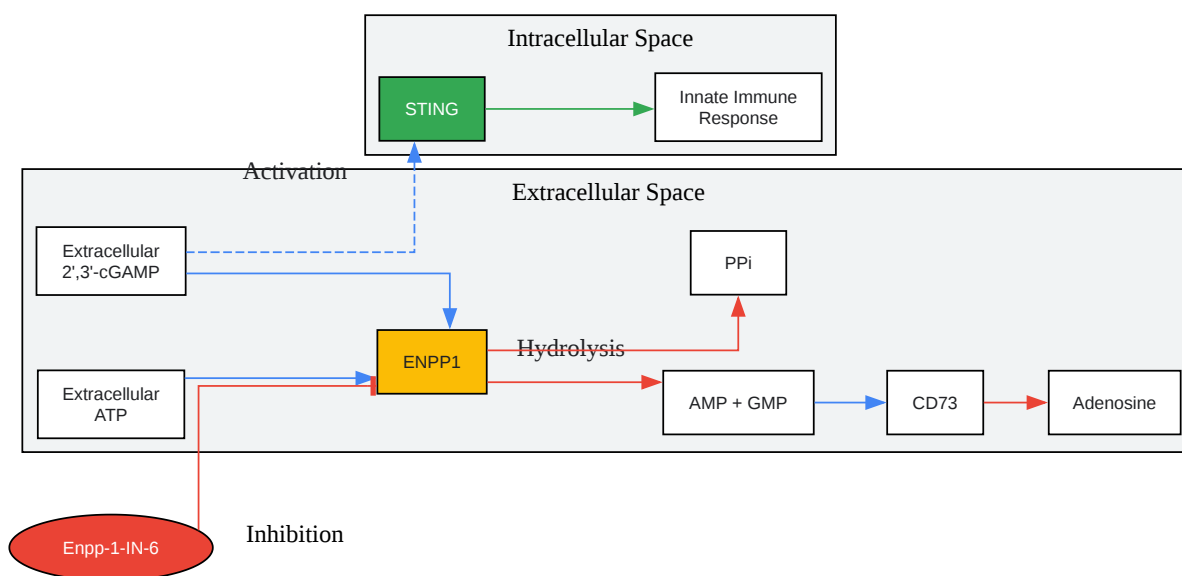 Intracellular Space
STING
Innate Immune
Response
Activation
Extracellular Space
Extracellular
2',3'-cGAMP
PPi
Hydrolysis
ENPP1
Extracellular
ATP
AMP + GMP
CD73
Adenosine
Inhibition
Enpp-1-IN-6